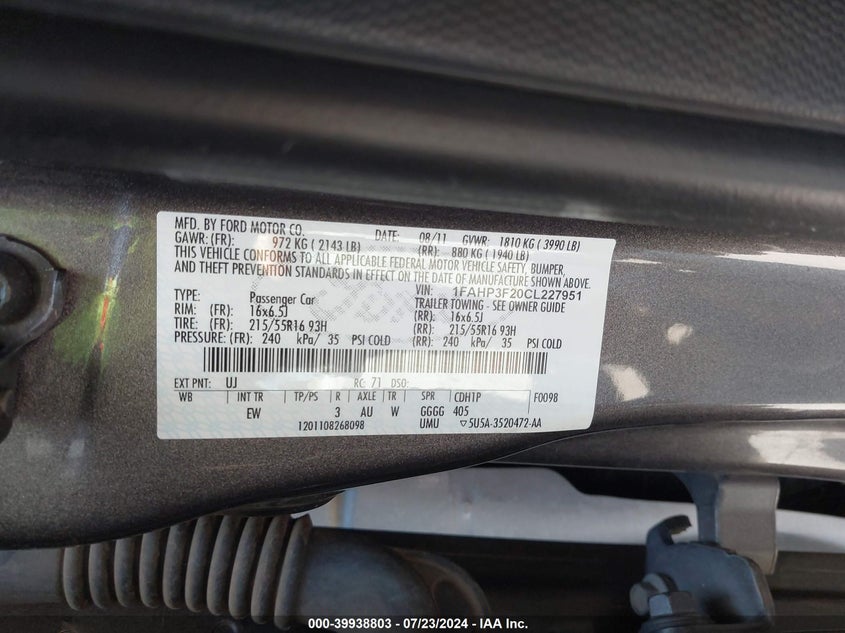 MFD. BY FORD MOTOR CO. DATE: 08/11 GVWR: 1810 KG ( 3990 LB)
GAWR: (FR): 972 KG ( 2143 LB) (RR): 880 KG ( 1940 LB)
THIS VEHICLE CONFORMS TO ALL APPLICABLE FEDERAL MOTOR VEHICLE SAFETY, BUMPER,
AND THEFT PREVENTION STANDARDS IN EFFECT ON THE DATE OF MANUFACTURE SHOWN ABOVE.
VIN: 1FAHP3F20CL227951
TYPE: Passenger Car TRAILER TOWING - SEE OWNER GUIDE
RIM: (FR) 16x6.5J (RR): 16x6.5J
TIRE: (FR) 215/55R16 93H (RR): 215/55R16 93H
PRESSURE: (FR): 240 kPa/ 35 PSI COLD (RR): 240 kPa/ 35 PSI COLD
EXT PNT: UJ RC: 71 DSO:
WB INT TR TP/PS R AXLE TR SPR CDH1P F0098
EW 3 AU W GGGG 405
1201108268098 UMU ▽5U5A-3520472-AA
000-39938803 / 07/23/2024 - IAA Inc.